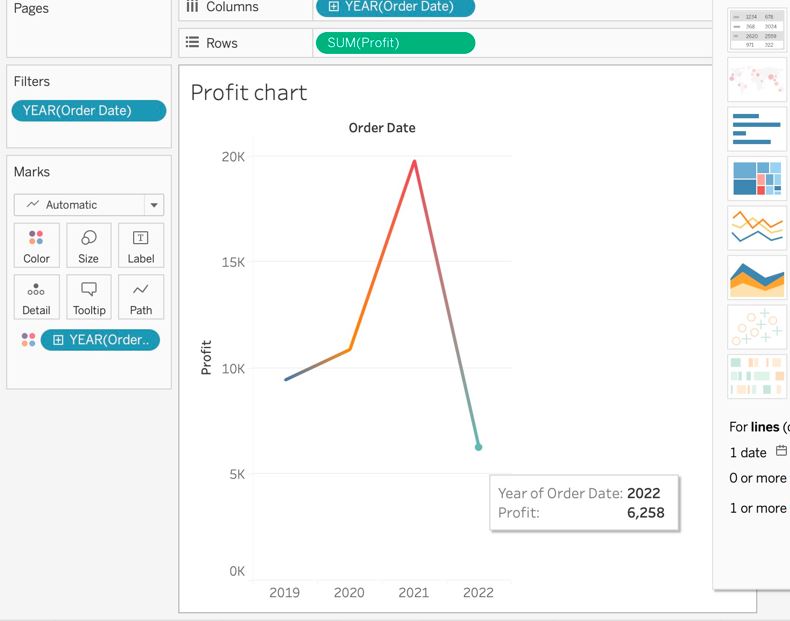 Pages
Columns
YEAR(Order Date)
Rows
SUM(Profit)
Filters
YEAR(Order Date)
Marks
Automatic
Color
Size
Label
Detail
Tooltip
Path
YEAR(Order..
Profit chart
Order Date
Profit
20K
15K
10K
5K
0K
2019 2020 2021 2022
Year of Order Date: 2022
Profit: 6,258
1234 678
368 2024
2620 2559
971 322
For lines (
1 date
0 or more
1 or more